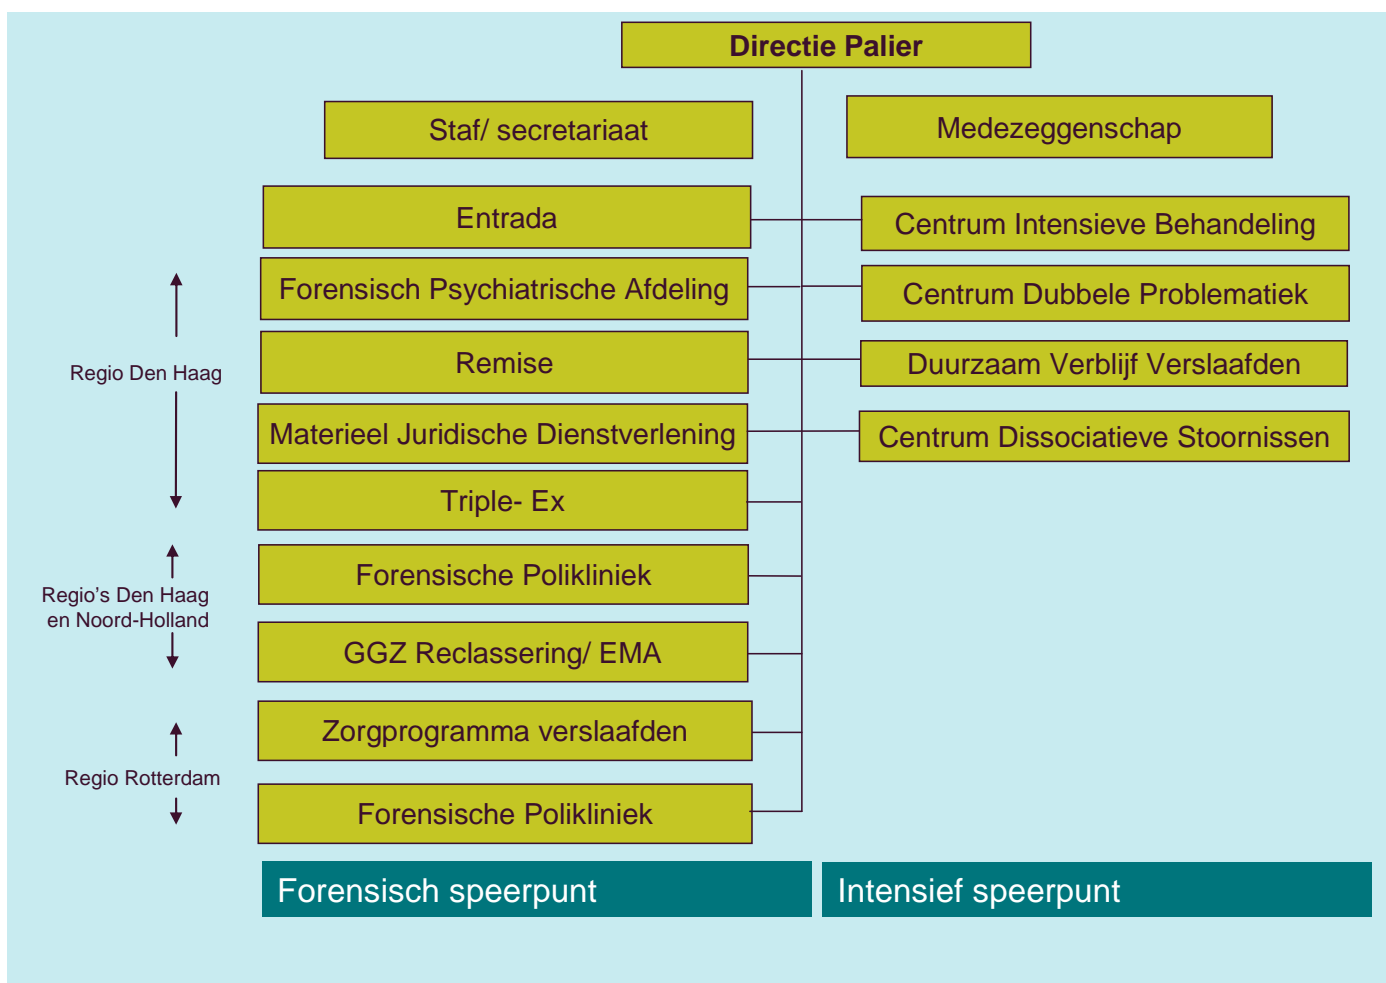 Directie Palier
Staf/ secretariaat
Medezeggenschap
Entrada
Centrum Intensieve Behandeling
Forensisch Psychiatrische Afdeling
Centrum Dubbele Problematiek
Regio Den Haag
Remise
Duurzaam Verblijf Verslaafden
Materieel Juridische Dienstverlening
Centrum Dissociatieve Stoornissen
Triple- Ex
Regio's Den Haag
en Noord-Holland
Forensische Polikliniek
GGZ Reclassering/ EMA
Zorgprogramma verslaafden
Regio Rotterdam
Forensische Polikliniek
Forensisch speerpunt
Intensief speerpunt